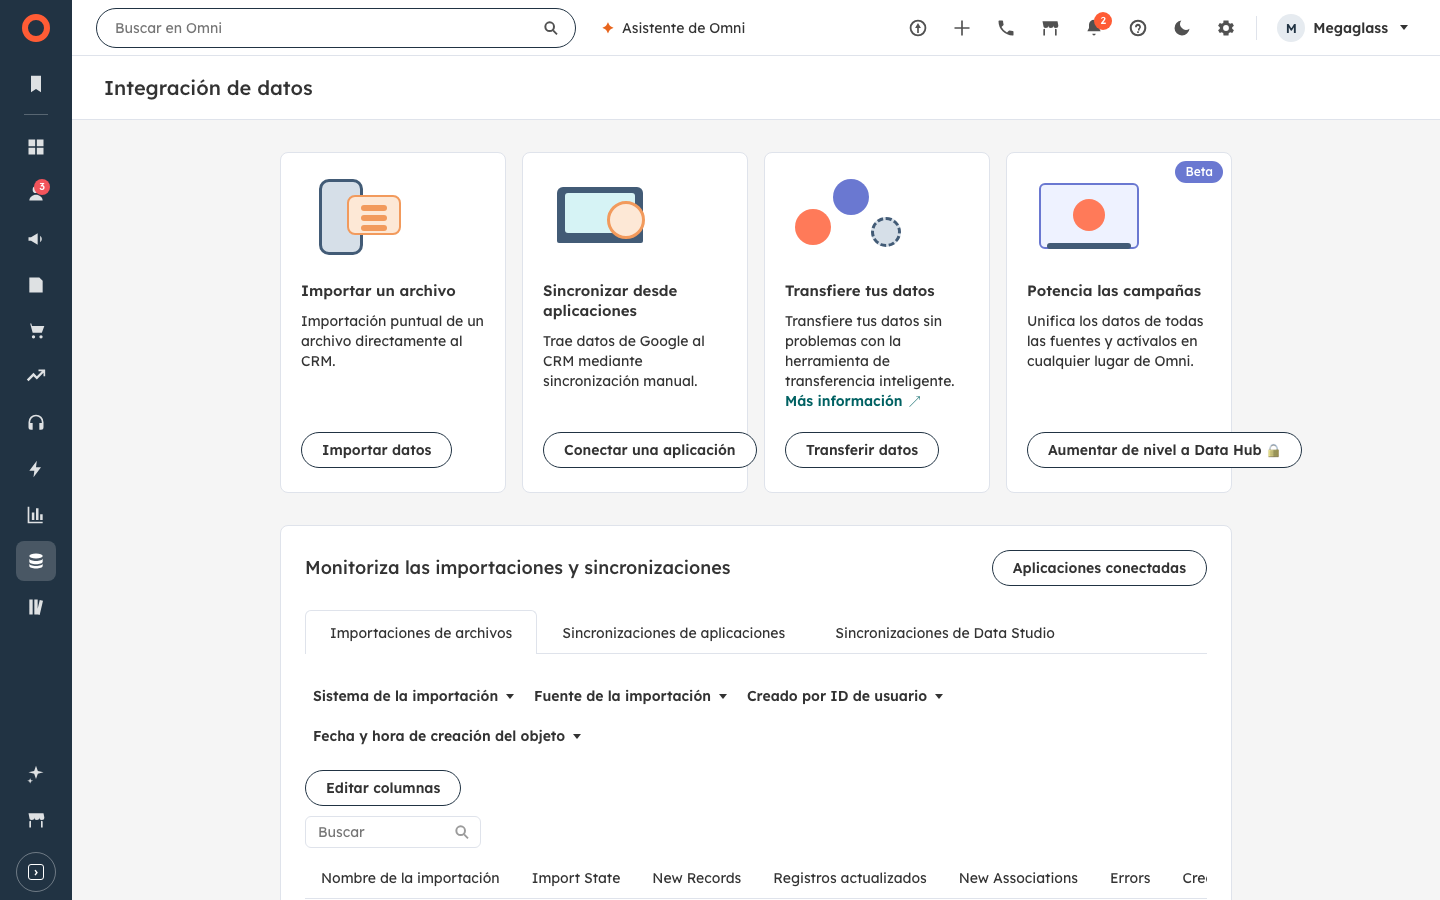 Buscar en Omni
Asistente de Omni
2
M
Megaglass
3
Integración de datos
Importar un archivo
Importación puntual de un
archivo directamente al
CRM.
Importar datos
Sincronizar desde
aplicaciones
Trae datos de Google al
CRM mediante
sincronización manual.
Conectar una aplicación
Transfiere tus datos
Transfiere tus datos sin
problemas con la
herramienta de
transferencia inteligente.
Más información
Transferir datos
Beta
Potencia las campañas
Unifica los datos de todas
las fuentes y actívalos en
cualquier lugar de Omni.
Aumentar de nivel a Data Hub
Monitoriza las importaciones y sincronizaciones
Aplicaciones conectadas
Importaciones de archivos
Sincronizaciones de aplicaciones
Sincronizaciones de Data Studio
Sistema de la importación
Fuente de la importación
Creado por ID de usuario
Fecha y hora de creación del objeto
Editar columnas
Buscar
Nombre de la importación
Import State
New Records
Registros actualizados
New Associations
Errors